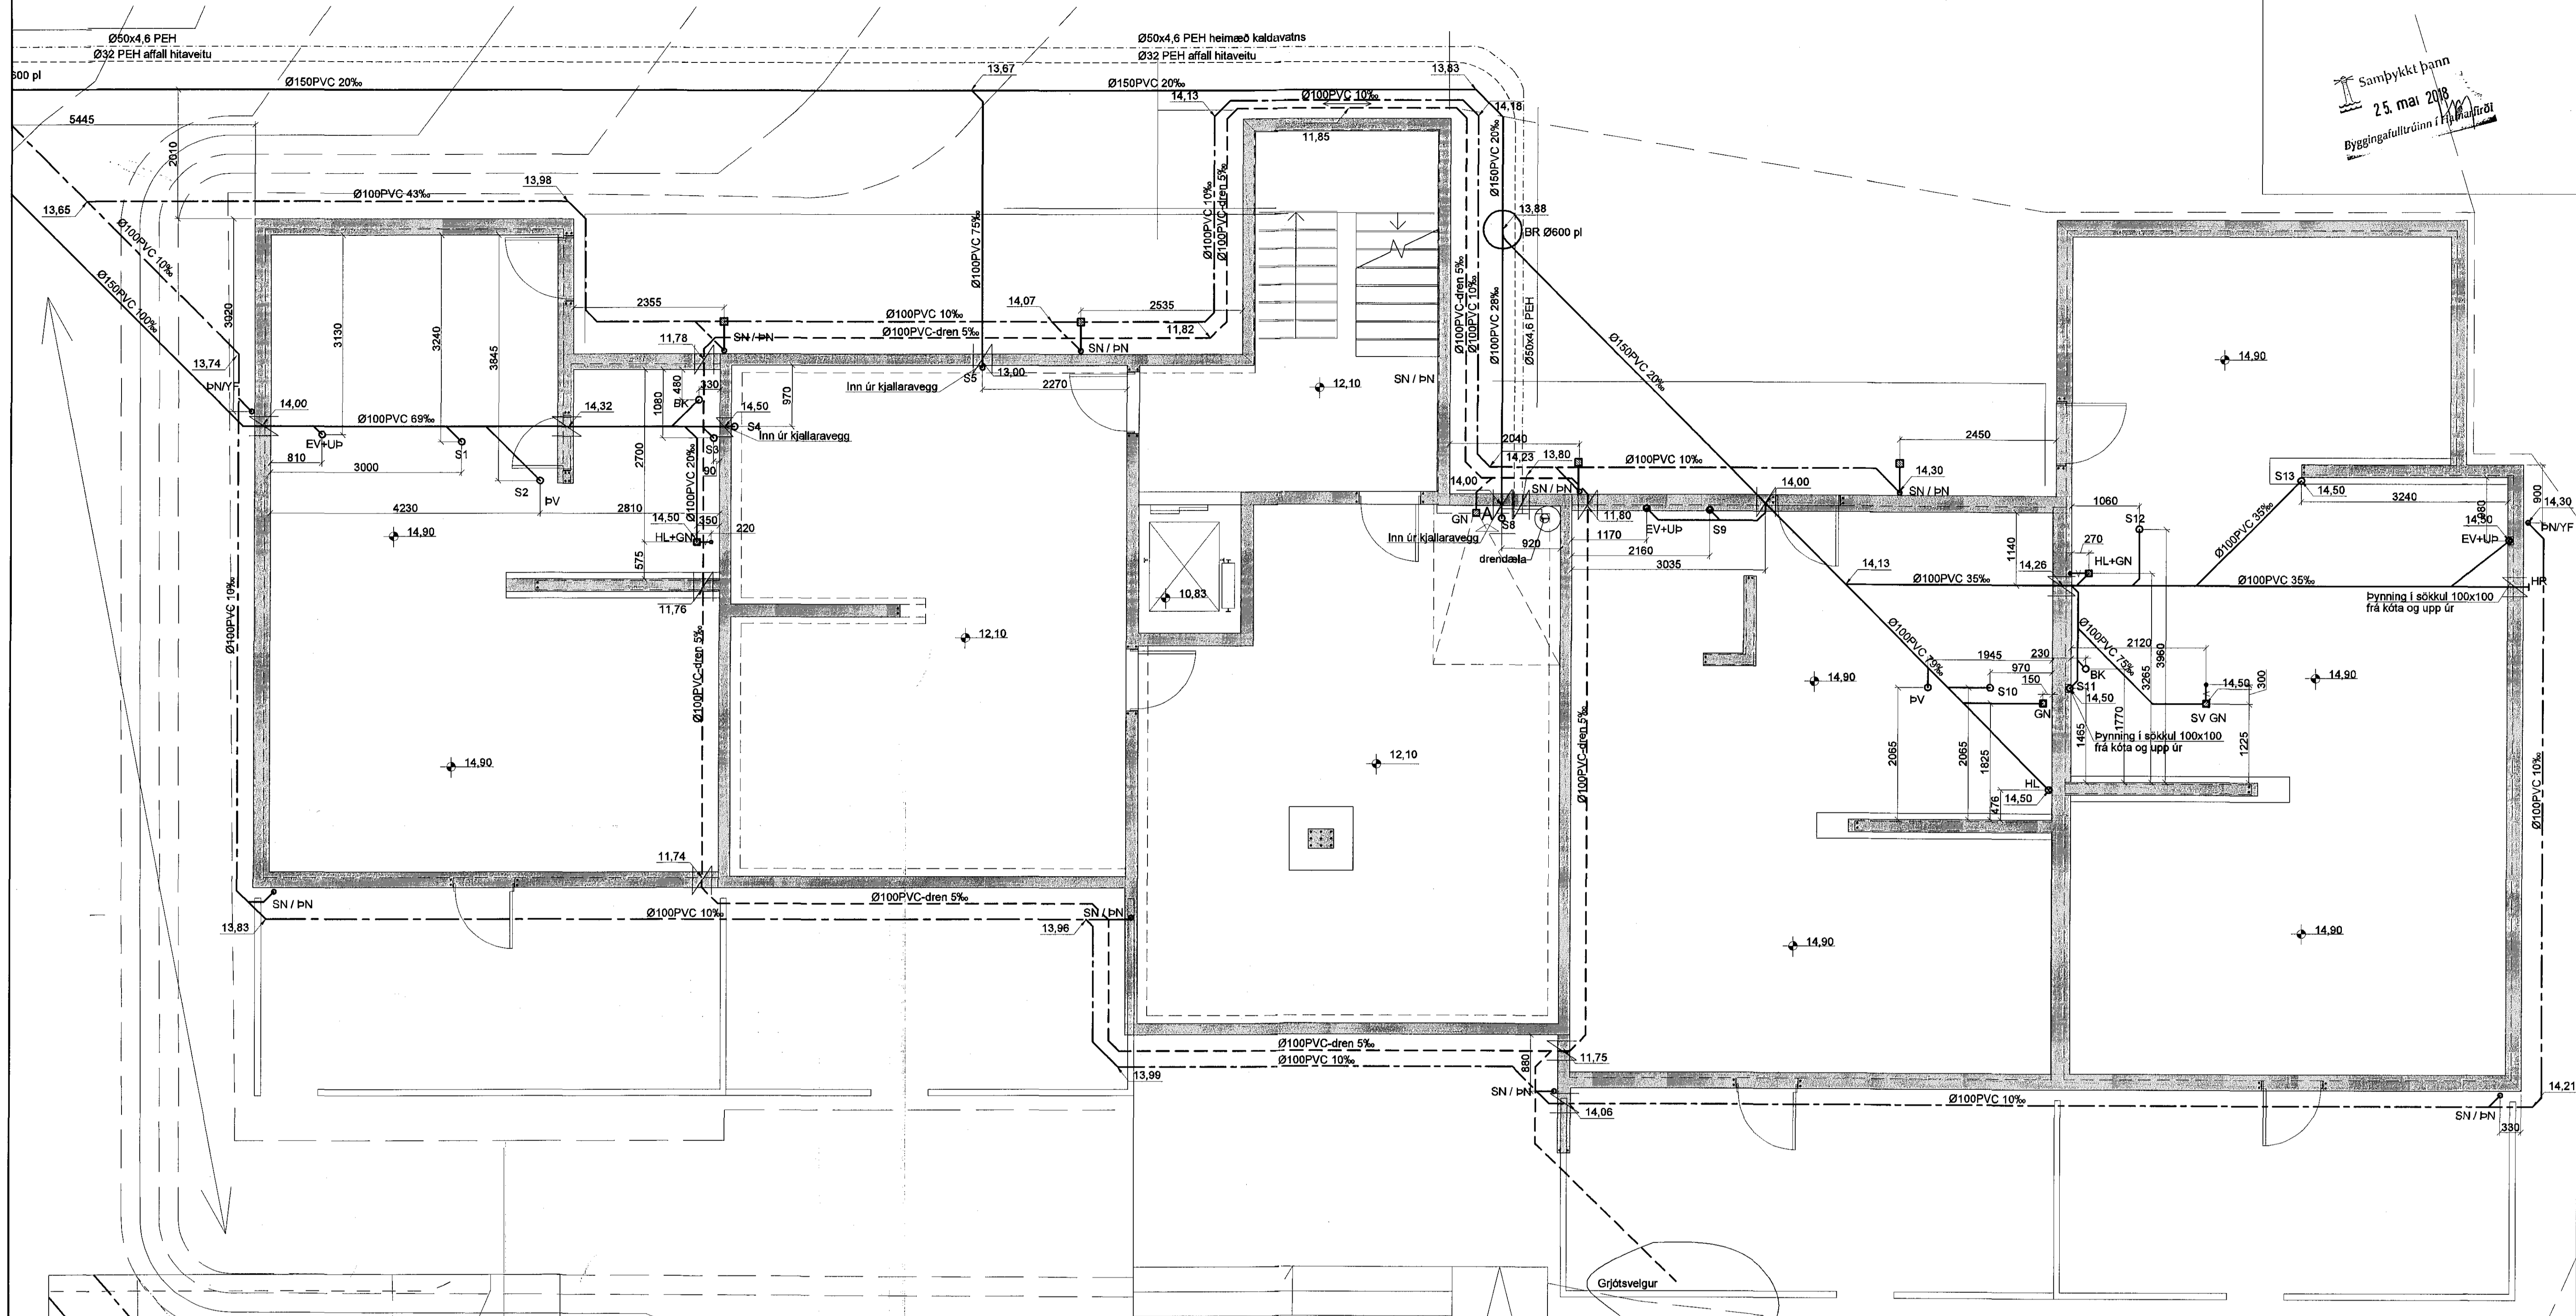 Ø50x4,6 PEH
Ø32 PEH affall hitaveitu
600 pl
Ø150PVC 20‰
5445
2010
Ø50x4,6 PEH heimæð kaldavatns
Ø32 PEH affall hitaveitu
13,67
Ø150PVC 20‰
13,83
14,13
Ø100PVC 10‰
14,18
11,85
Samþykkt þann
25. maí 2018
Byggingafulltrúinn í Hafnarfirði
13,65
Ø100PVC 43‰
13,98
Ø100PVC 10‰
Ø150PVC 100‰
3020
13,74
ÞN/YF
14,00
3130
3240
3845
Ø100PVC 69‰
14,32
EV+UÞ
S1
810
3000
S2
ÞV
4230
2810
14,90
2355
Ø100PVC 10‰
Ø100PVC-dren 5‰
11,78
SN / ÞN
14,07
2535
11,82
SN / ÞN
Ø100PVC 75‰
Ø100PVC 10‰
Ø100PVC-dren 5‰
S5
13,00
Inn úr kjallaravegg
2270
480
330
1080
BK
970
14,50
S4
Inn úr kjallaravegg
S3
90
2700
Ø100PVC 20‰
350
14,50
220
HL+GN
575
11,76
Ø100PVC-dren 5‰
12,10
12,10
10,83
Ø150PVC 20‰
13,88
BR Ø600 pl
Ø100PVC-dren 5‰
Ø100PVC 10‰
Ø100PVC 28‰
Ø50x4,6 PEH
SN / ÞN
Ø150PVC 20‰
2040
14,23
13,80
Ø100PVC 10‰
2450
14,30
SN / ÞN
14,00
SN / ÞN
14,00
GN
S8
11,80
Inn úr kjallaravegg
920
drendæla
EV+UÞ
S9
1170
2160
3035
1140
14,13
14,26
Ø100PVC 35‰
14,90
1060
S12
270
HL+GN
S13
14,50
3240
980
900
14,30
14,50
ÞN/YF
EV+UÞ
Ø100PVC 35‰
Ø100PVC 35‰
HR
Þynning í sökkul 100x100
frá kóta og upp úr
Ø100PVC 79‰
Ø100PVC 75‰
2120
1945
230
970
150
BK
S10
S11
14,50
ÞV
GN
3265
3960
14,50
300
SV GN
Þynning í sökkul 100x100
frá kóta og upp úr
1465
1770
1225
2065
2065
1825
HL
14,50
476
14,90
14,90
14,90
14,90
14,90
12,10
Ø100PVC 10‰
Ø100PVC-dren 5‰
Ø100PVC 10‰
11,74
SN / ÞN
13,83
Ø100PVC-dren 5‰
Ø100PVC 10‰
SN / ÞN
13,96
Ø100PVC-dren 5‰
Ø100PVC 10‰
13,99
880
11,75
SN / ÞN
14,06
Ø100PVC 10‰
14,21
SN / ÞN
330
Grjótsvelgur